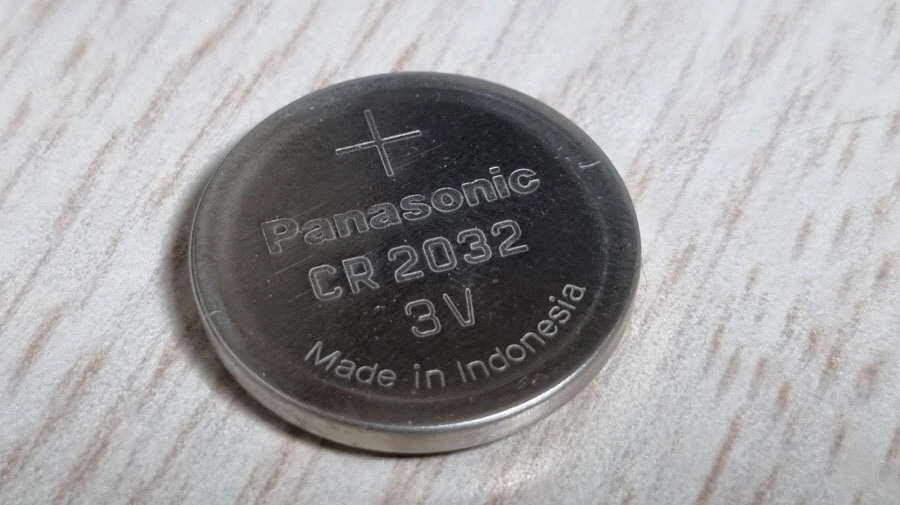 +
Panasonic
CR 2032
3V
Made in Indonesia